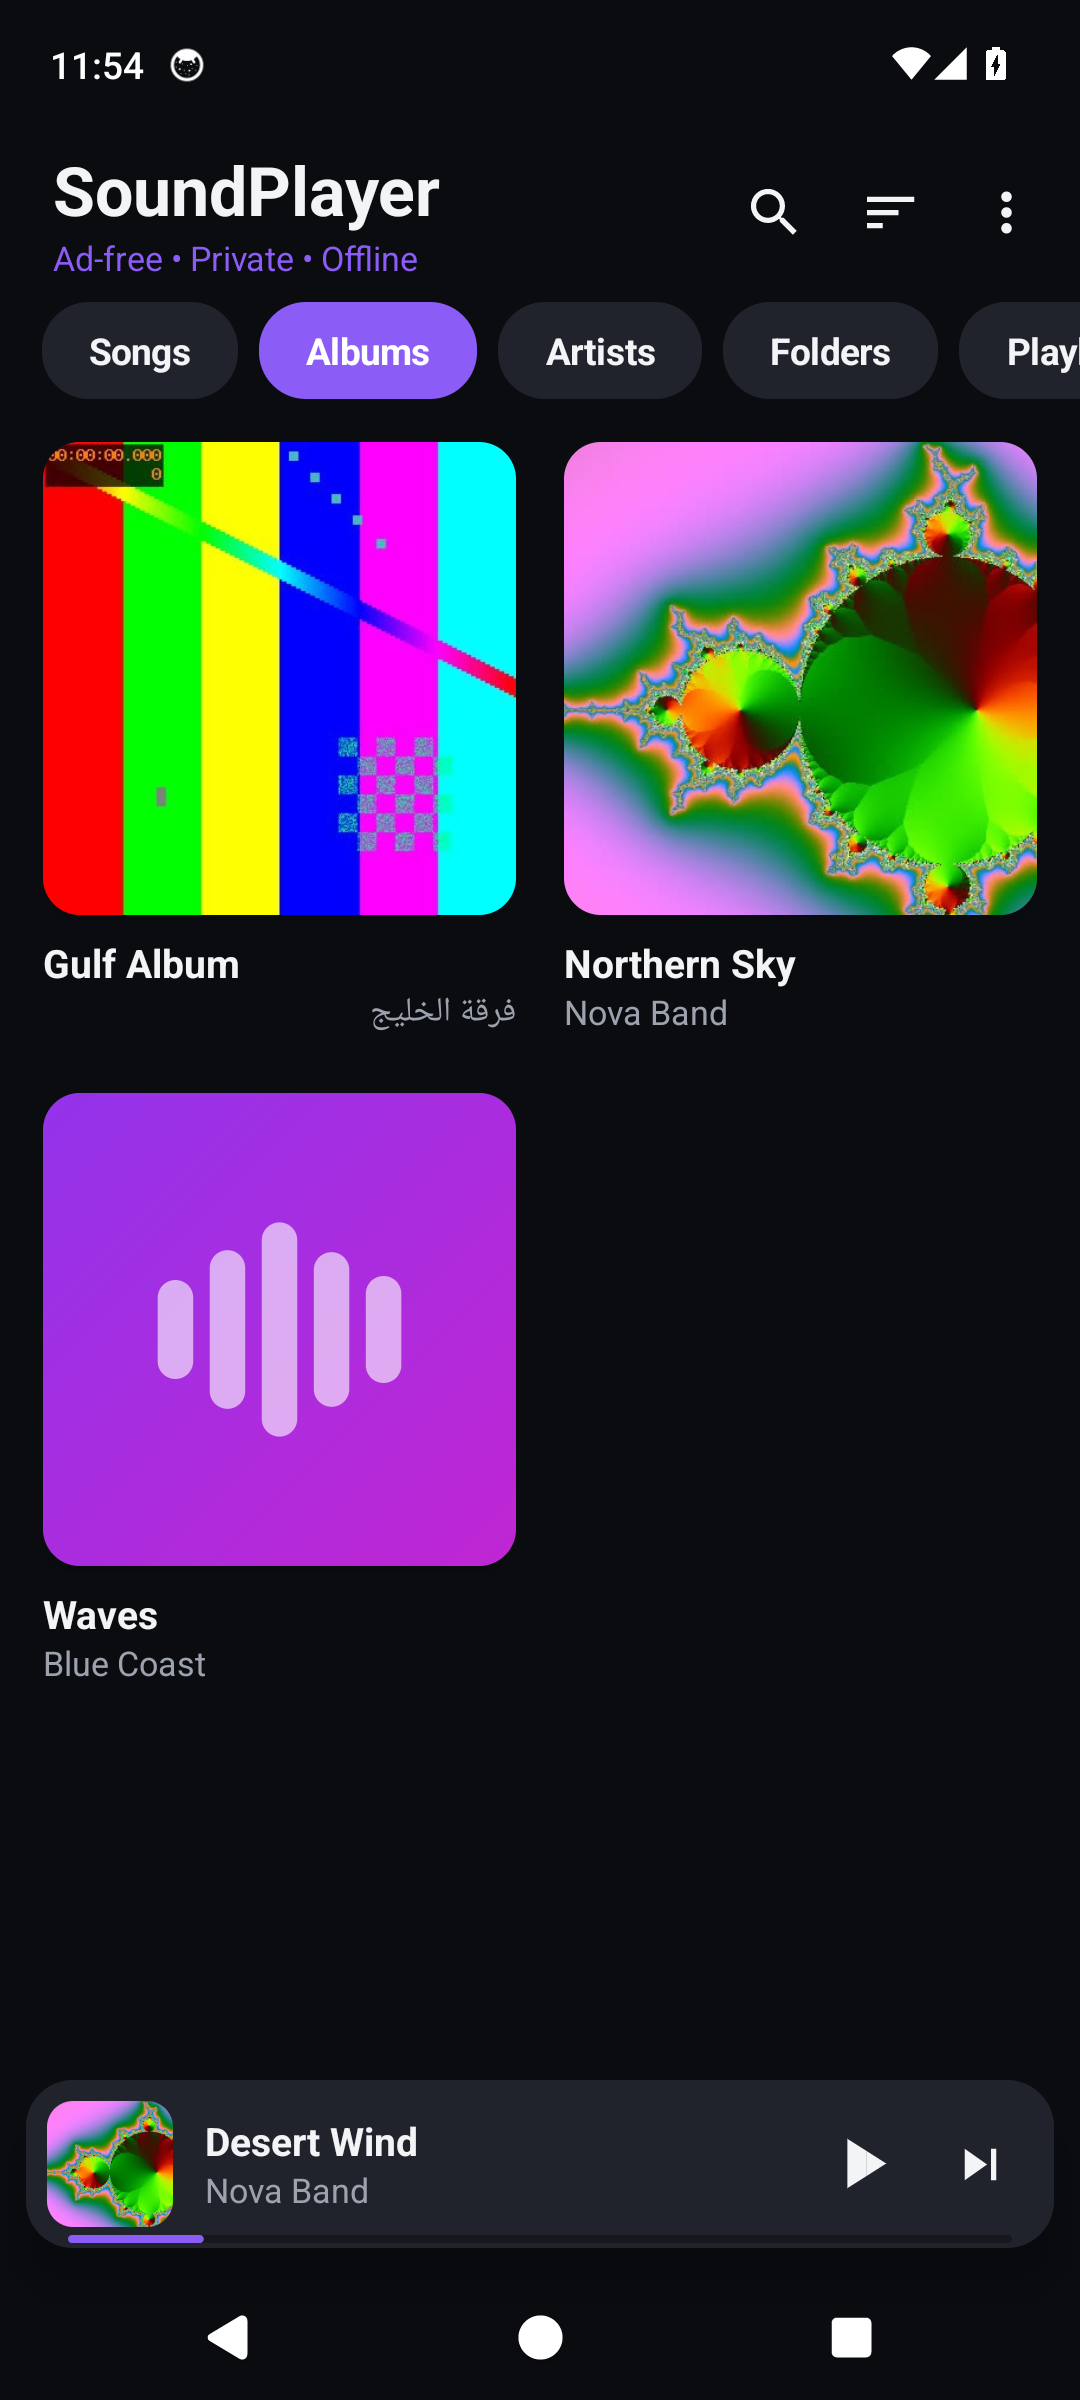 11:54
SoundPlayer
Ad-free • Private • Offline
Songs
Albums
Artists
Folders
00:00:00.000
0
Gulf Album
فرقة الخليج
Northern Sky
Nova Band
Waves
Blue Coast
Desert Wind
Nova Band